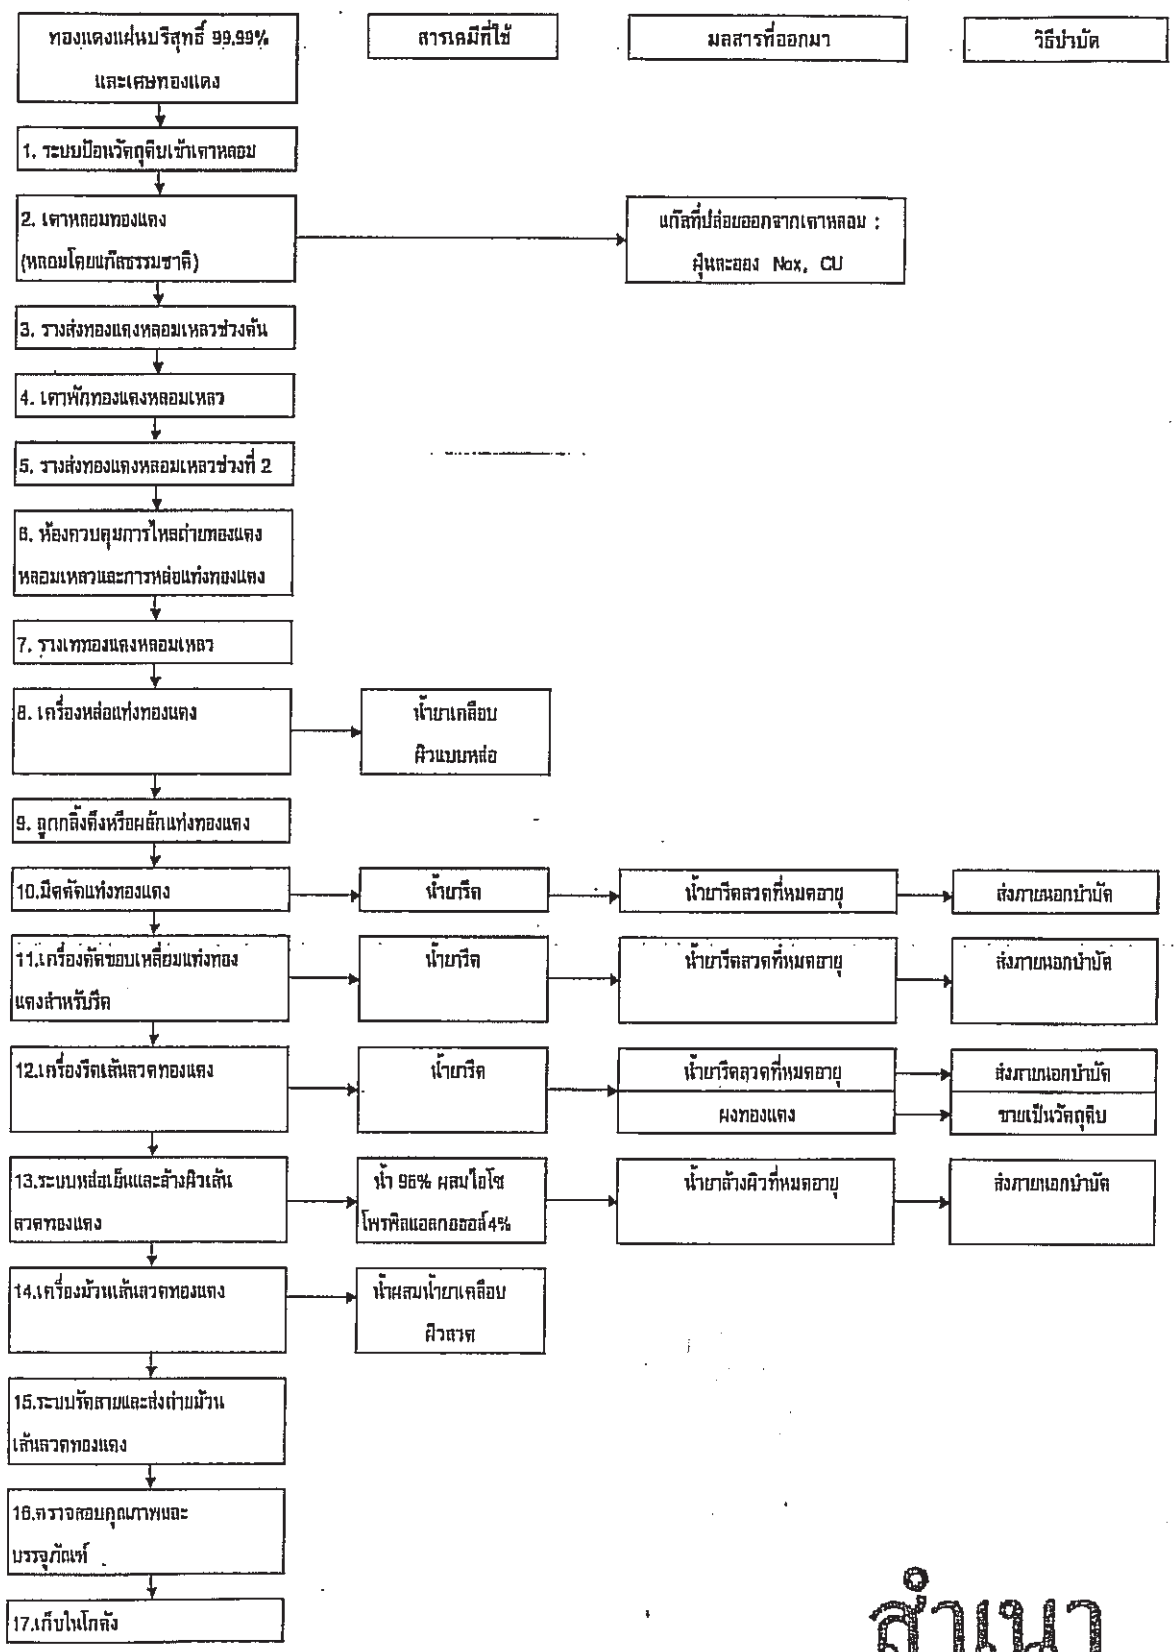 ทองแดงแผ่นบริสุทธิ์ 99.99%
และเศษทองแดง
สารเคมีที่ใช้
มลสารที่ออกมา
วิธีบำบัด
1. ระบบป้อนวัตถุดิบเข้าเตาหลอม
2. เตาหลอมทองแดง
(หลอมโดยแก๊สธรรมชาติ)
แก๊สที่ปล่อยออกจากเตาหลอม :
ฝุ่นละออง Nox, CU
3. รางส่งทองแดงหลอมเหลวช่วงต้น
4. เตาพักทองแดงหลอมเหลว
5. รางส่งทองแดงหลอมเหลวช่วงที่ 2
6. ห้องควบคุมการไหลถ่ายทองแดง
หลอมเหลวและการหล่อแท่งทองแดง
7. รางเททองแดงหลอมเหลว
8. เครื่องหล่อแท่งทองแดง
น้ำยาเคลือบ
ผิวแบบหล่อ
9. ลูกกลิ้งดึงหรือผลักแท่งทองแดง
10.มีดตัดแท่งทองแดง
น้ำยารีด
น้ำยารีดลวดที่หมดอายุ
ส่งภายนอกบำบัด
11.เครื่องตัดขอบเหลี่ยมแท่งทอง
แดงสำหรับรีด
น้ำยารีด
น้ำยารีดลวดที่หมดอายุ
ส่งภายนอกบำบัด
12.เครื่องรีดเส้นลวดทองแดง
น้ำยารีด
น้ำยารีดลวดที่หมดอายุ
ส่งภายนอกบำบัด
ผงทองแดง
ขายเป็นวัตถุดิบ
13.ระบบหล่อเย็นและล้างผิวเส้น
ลวดทองแดง
น้ำ 96% ผสมไอโซ
โพรพิลแอลกอฮอล์4%
น้ำยาล้างผิวที่หมดอายุ
ส่งภายนอกบำบัด
14.เครื่องม้วนเส้นลวดทองแดง
น้ำผสมน้ำยาเคลือบ
ผิวลวด
15.ระบบรัดสายและส่งถ่ายม้วน
เส้นลวดทองแดง
16.ตรวจสอบคุณภาพและ
บรรจุภัณฑ์
17.เก็บในโกดัง
สำเนา